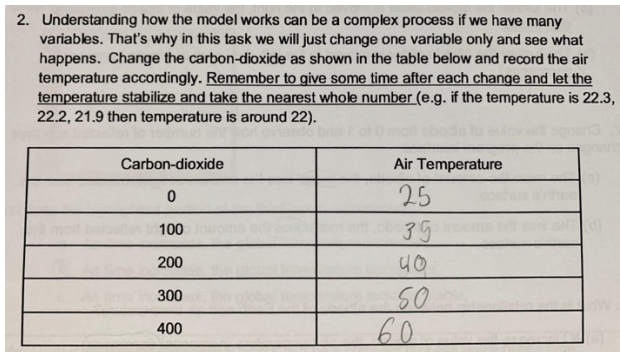 2. Understanding how the model works can be a complex process if we have many
variables. That's why in this task we will just change one variable only and see what
happens. Change the carbon-dioxide as shown in the table below and record the air
temperature accordingly. Remember to give some time after each change and let the
temperature stabilize and take the nearest whole number (e.g. if the temperature is 22.3,
22.2, 21.9 then temperature is around 22).
Carbon-dioxide Air Temperature
0 25
100
200 40
300 50
400 60